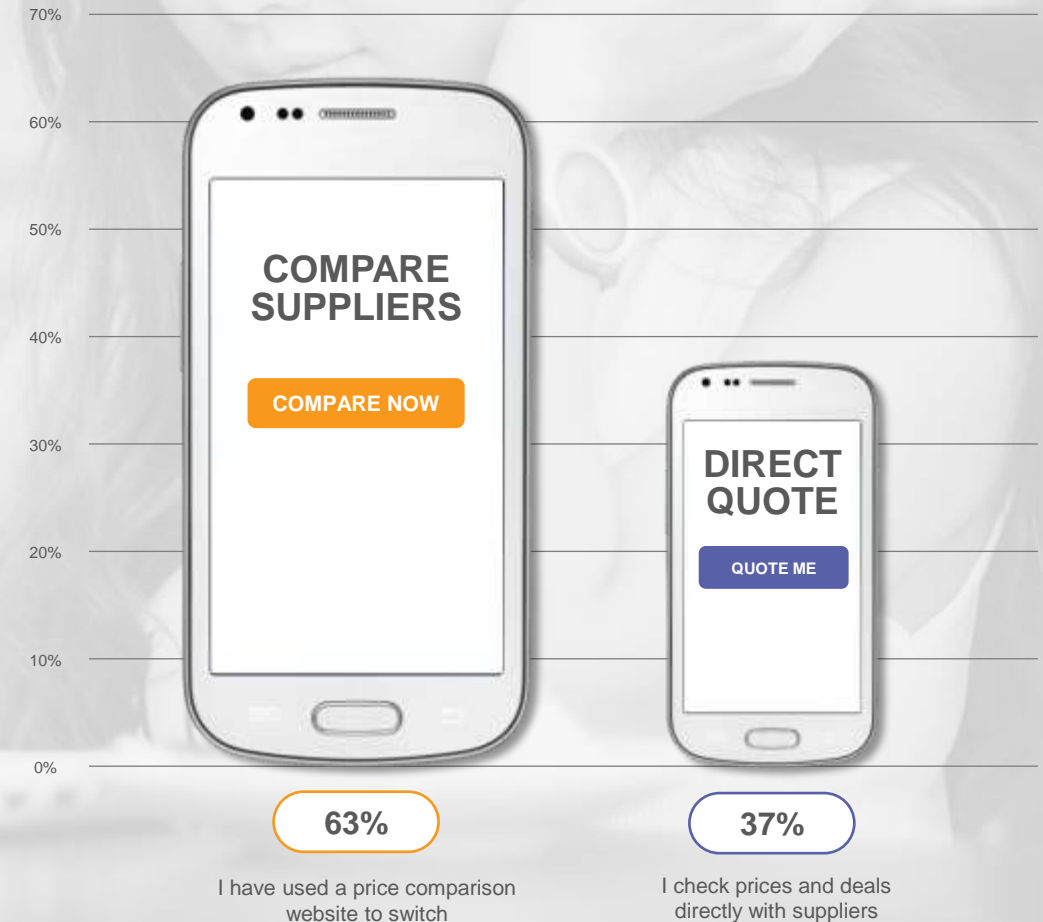 70%
60%
50%
40%
30%
20%
10%
0%
COMPARE
SUPPLIERS
COMPARE NOW
DIRECT
QUOTE
QUOTE ME
63%
I have used a price comparison
website to switch
37%
I check prices and deals
directly with suppliers